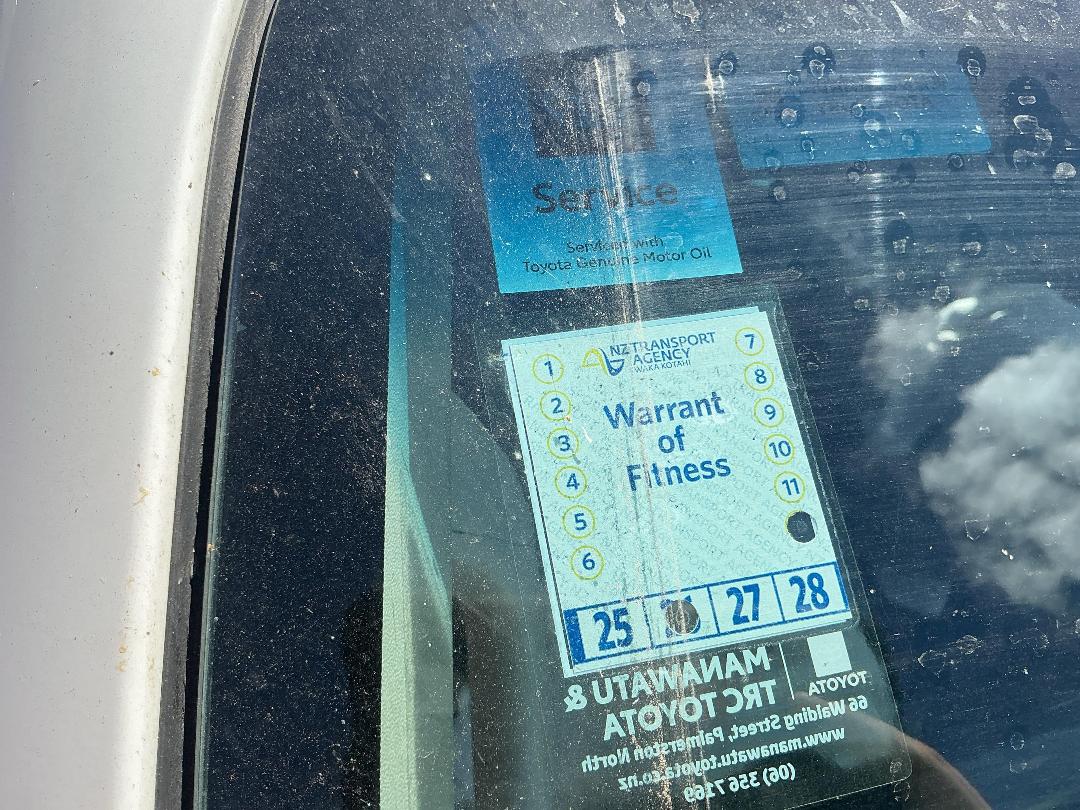 Service
Serviced with
Toyota Genuine Motor Oil
NZ TRANSPORT
AGENCY
WAKA KOTAHI
1
7
2
8
3
9
4
10
5
11
6
Warrant
of
Fitness
25 26 27 28
MANAWATU &
TRC TOYOTA
TOYOTA
66 Walding Street, Palmerston North
www.manawatu.toyota.co.nz
(06) 356 7169